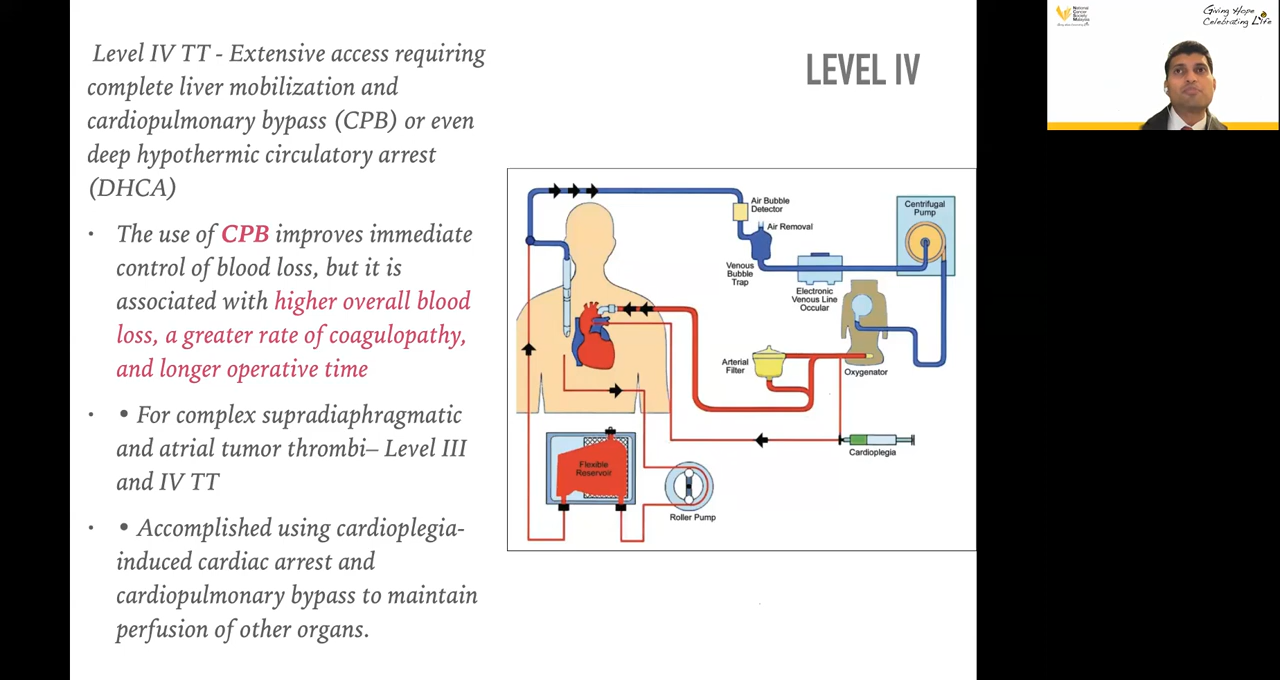 Level IV TT - Extensive access requiring
complete liver mobilization and
cardiopulmonary bypass (CPB) or even
deep hypothermic circulatory arrest
(DHCA)
• The use of CPB improves immediate
control of blood loss, but it is
associated with higher overall blood
loss, a greater rate of coagulopathy,
and longer operative time
• • For complex supradiaphragmatic
and atrial tumor thrombi– Level III
and IV TT
• • Accomplished using cardioplegia-
induced cardiac arrest and
cardiopulmonary bypass to maintain
perfusion of other organs.
LEVEL IV
Air Bubble
Detector
Air Removal
Centrifugal
Pump
Venous
Bubble
Trap
Electronic
Venous Line
Occular
Arterial
Filter
Oxygenator
Cardioplegia
Flexible
Reservoir
Roller Pump
National
Cancer
Society
Malaysia
Giving Hope
Celebrating Life